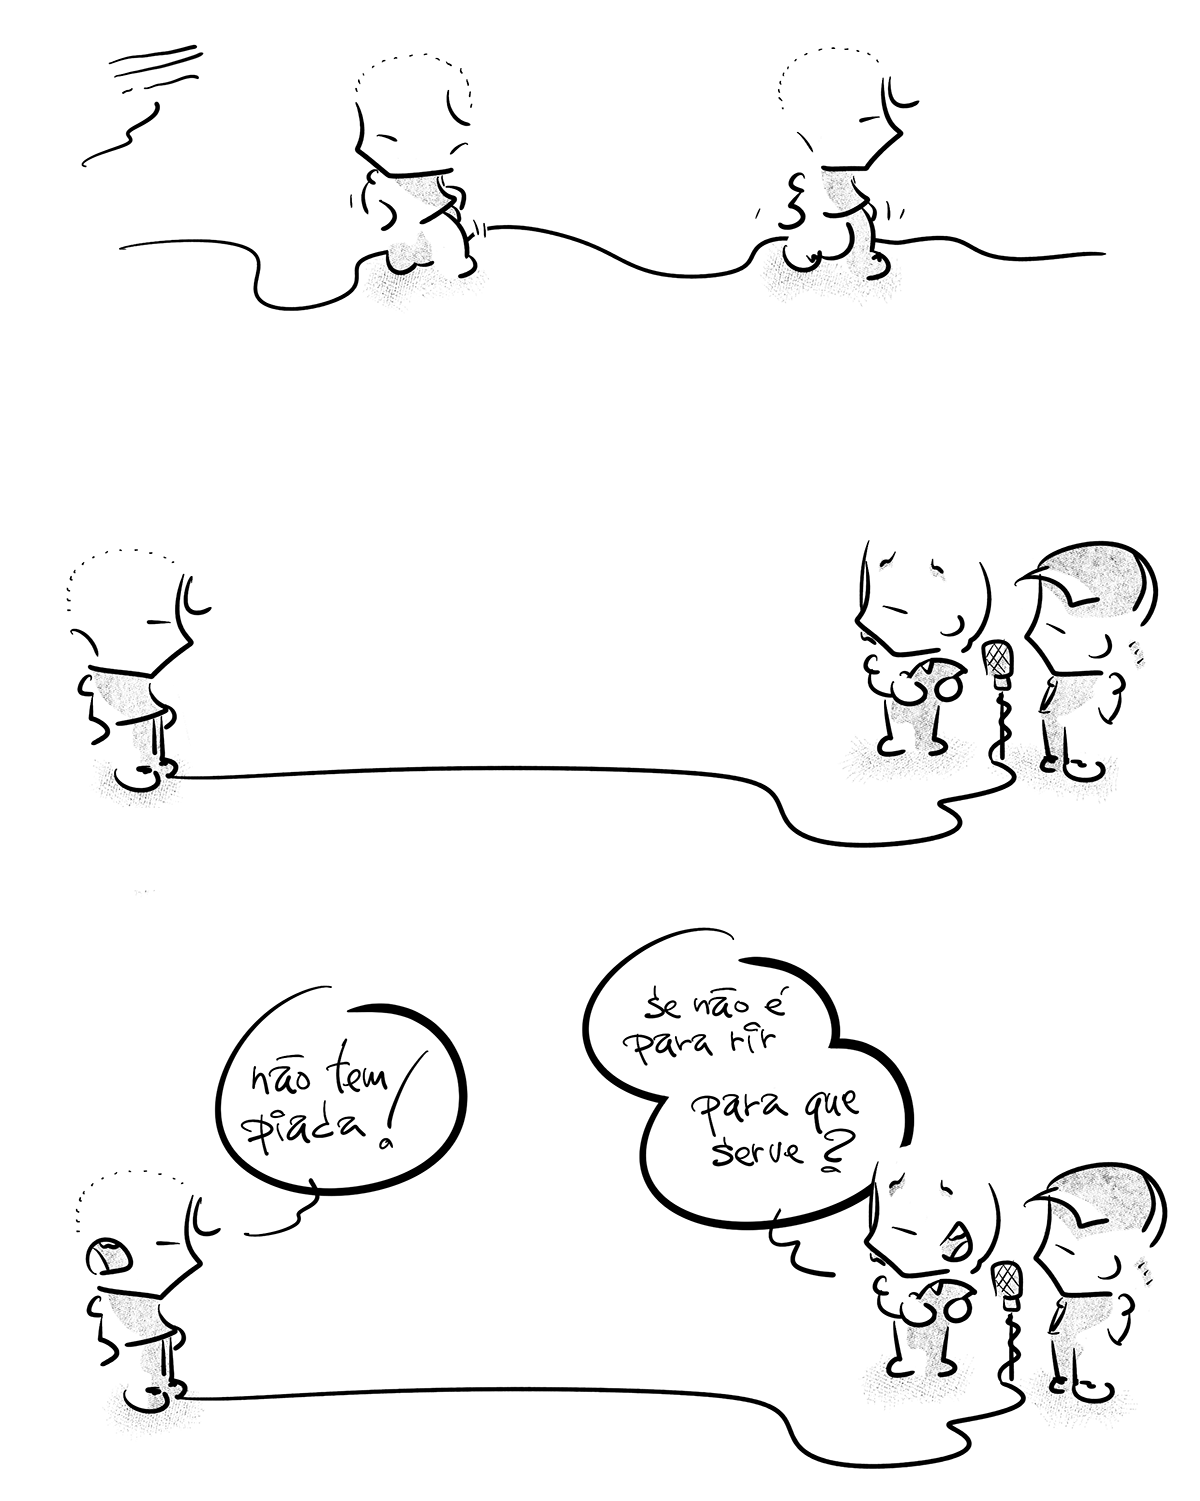 não tem
piada!
se não é
para rir
para que
serve?